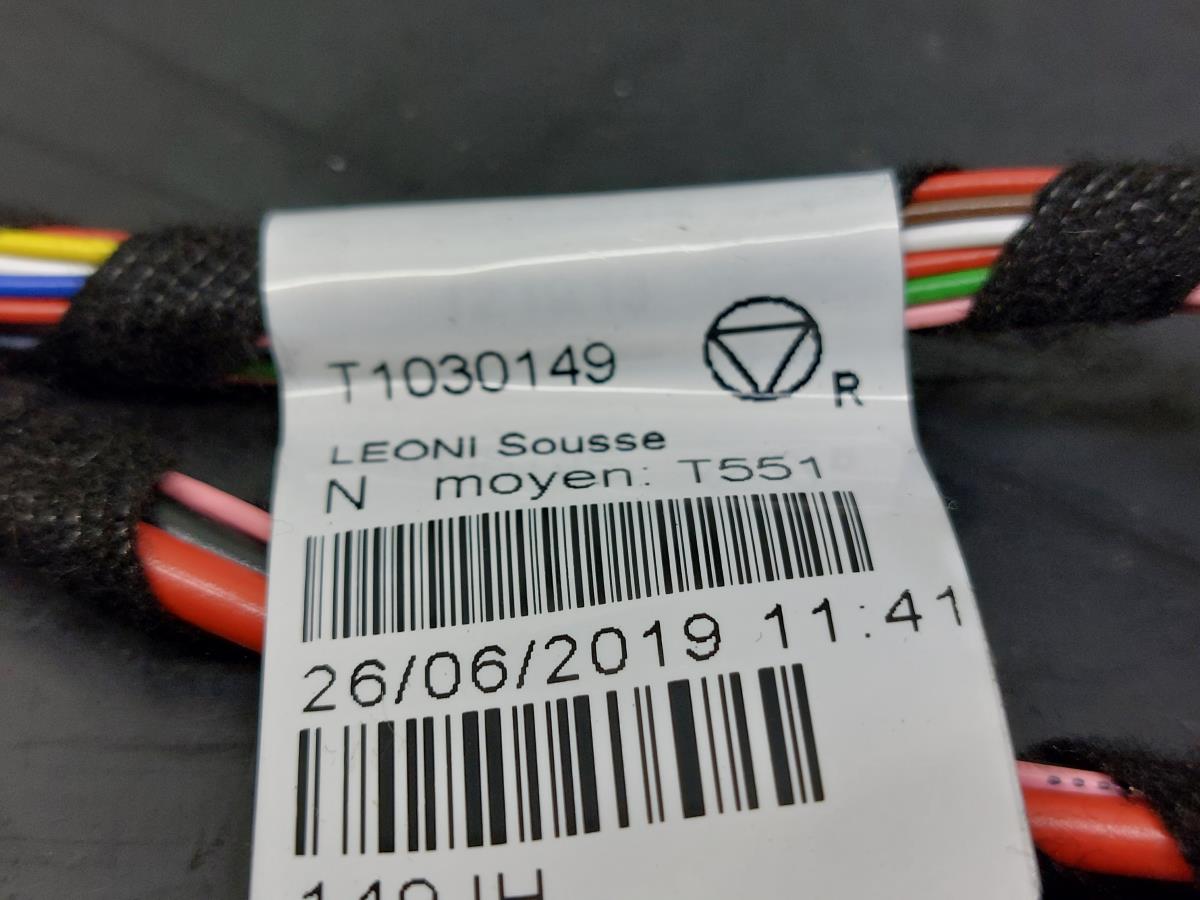 T1030149
R
LEONI Sousse
N moyen: T551
26/06/2019 11:41